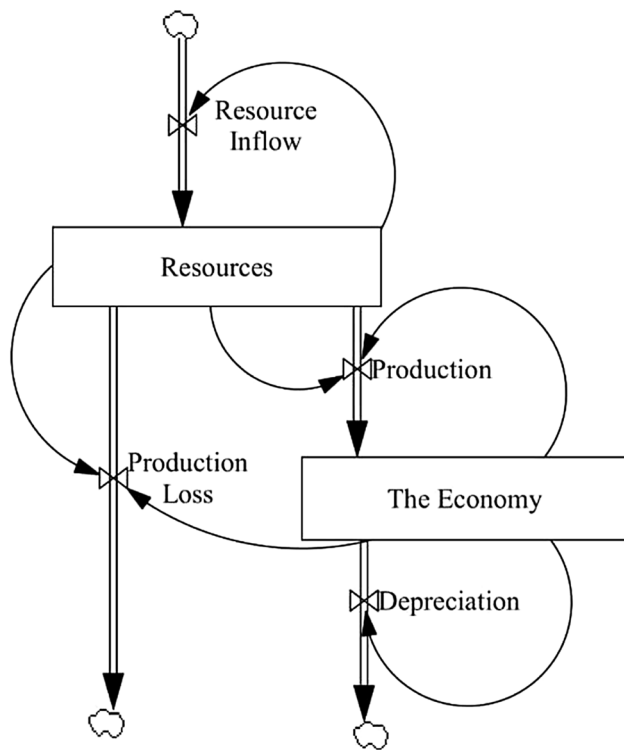 Resource
Inflow
Resources
Production
Production
Loss
The Economy
Depreciation